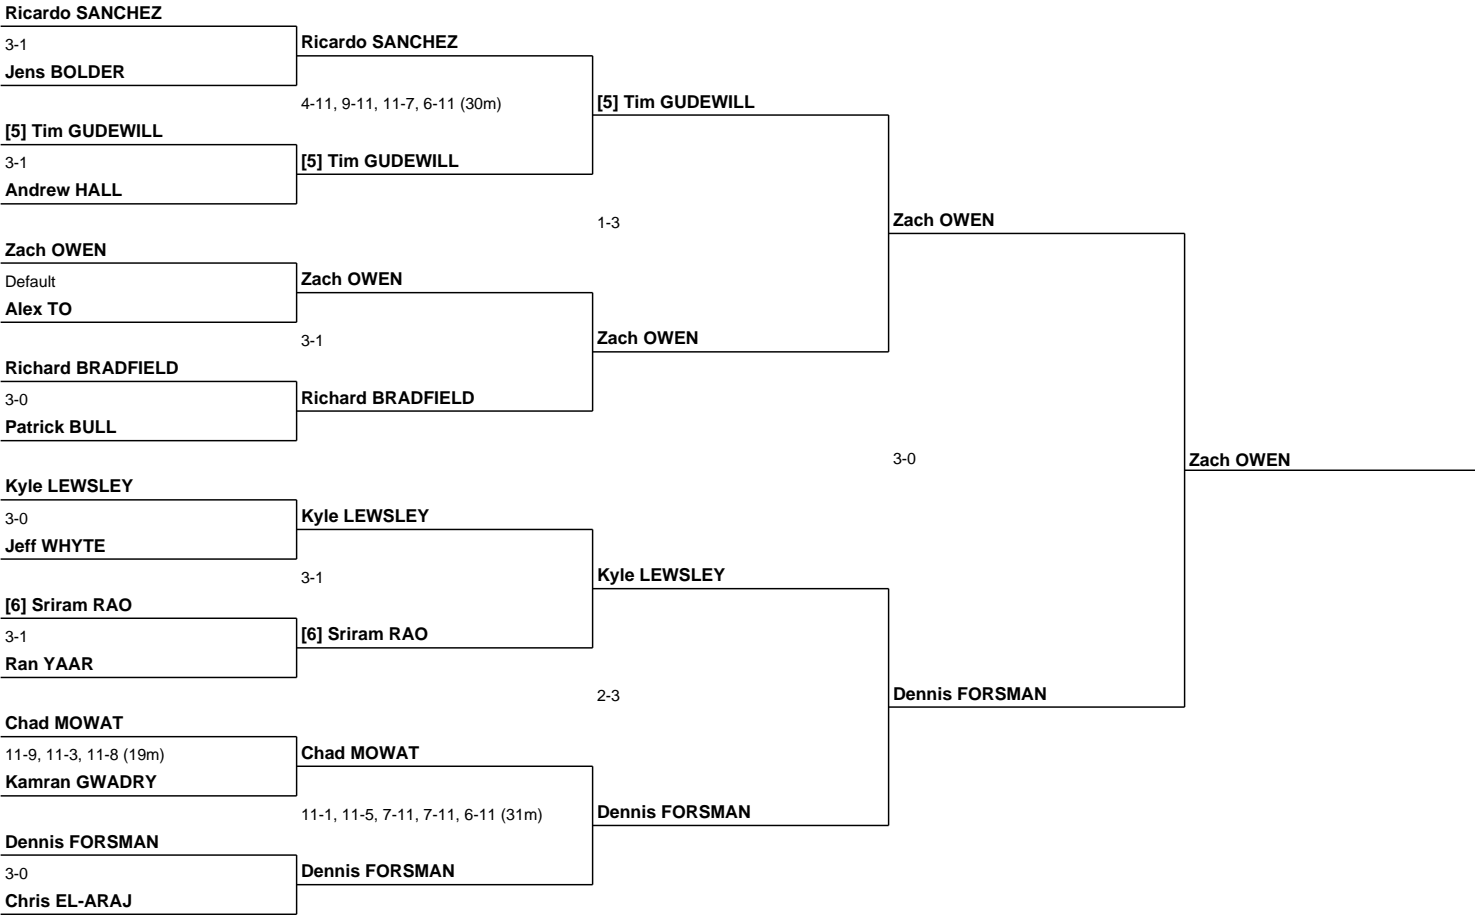 Ricardo SANCHEZ
3-1
Jens BOLDER
[5] Tim GUDEWILL
3-1
Andrew HALL
Zach OWEN
Default
Alex TO
Richard BRADFIELD
3-0
Patrick BULL
Kyle LEWSLEY
3-0
Jeff WHYTE
[6] Sriram RAO
3-1
Ran YAAR
Chad MOWAT
11-9, 11-3, 11-8 (19m)
Kamran GWADRY
Dennis FORSMAN
3-0
Chris EL-ARAJ
Ricardo SANCHEZ
4-11, 9-11, 11-7, 6-11 (30m)
[5] Tim GUDEWILL
Zach OWEN
3-1
Richard BRADFIELD
Kyle LEWSLEY
3-1
[6] Sriram RAO
Chad MOWAT
11-1, 11-5, 7-11, 7-11, 6-11 (31m)
Dennis FORSMAN
[5] Tim GUDEWILL
1-3
Zach OWEN
Kyle LEWSLEY
2-3
Dennis FORSMAN
Zach OWEN
3-0
Dennis FORSMAN
Zach OWEN